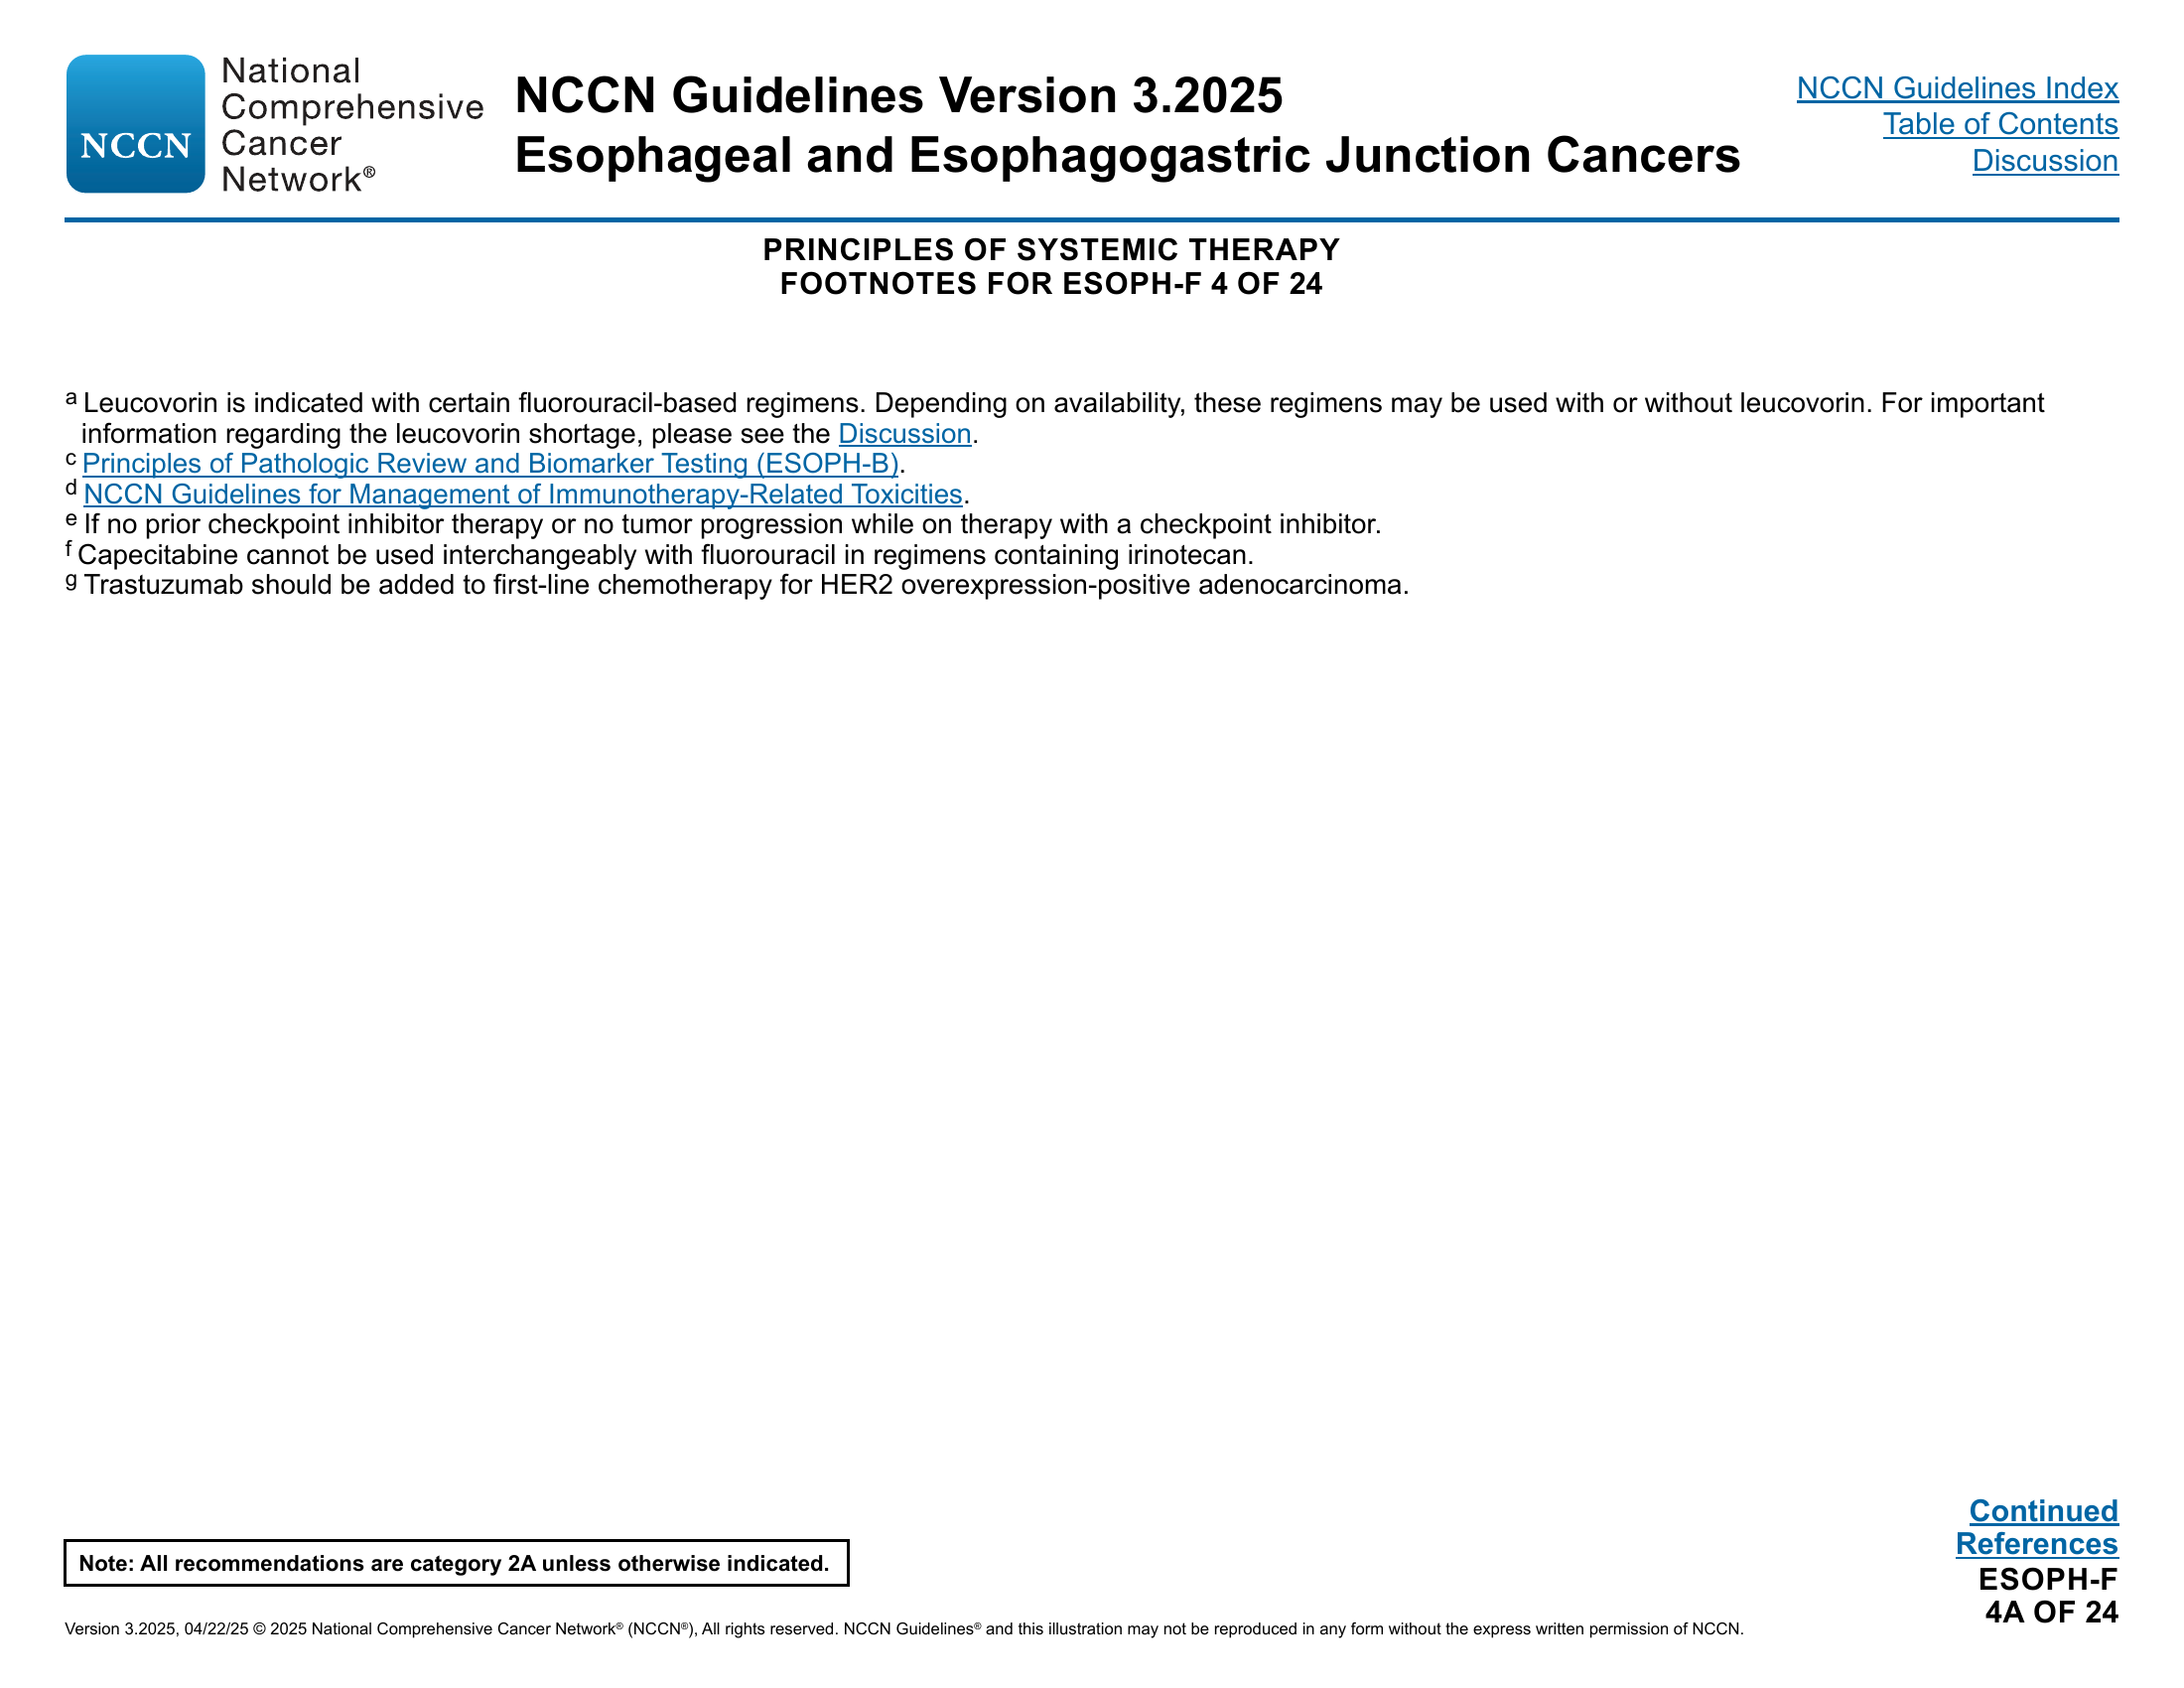 NCCN
National
Comprehensive
Cancer
Network®
NCCN Guidelines Version 3.2025
Esophageal and Esophagogastric Junction Cancers
NCCN Guidelines Index
Table of Contents
Discussion
PRINCIPLES OF SYSTEMIC THERAPY
FOOTNOTES FOR ESOPH-F 4 OF 24
a Leucovorin is indicated with certain fluorouracil-based regimens. Depending on availability, these regimens may be used with or without leucovorin. For important
information regarding the leucovorin shortage, please see the Discussion.
c Principles of Pathologic Review and Biomarker Testing (ESOPH-B).
d NCCN Guidelines for Management of Immunotherapy-Related Toxicities.
e If no prior checkpoint inhibitor therapy or no tumor progression while on therapy with a checkpoint inhibitor.
f Capecitabine cannot be used interchangeably with fluorouracil in regimens containing irinotecan.
g Trastuzumab should be added to first-line chemotherapy for HER2 overexpression-positive adenocarcinoma.
Continued
References
Note: All recommendations are category 2A unless otherwise indicated.
ESOPH-F
4A OF 24
Version 3.2025, 04/22/25 © 2025 National Comprehensive Cancer Network® (NCCN®), All rights reserved. NCCN Guidelines® and this illustration may not be reproduced in any form without the express written permission of NCCN.